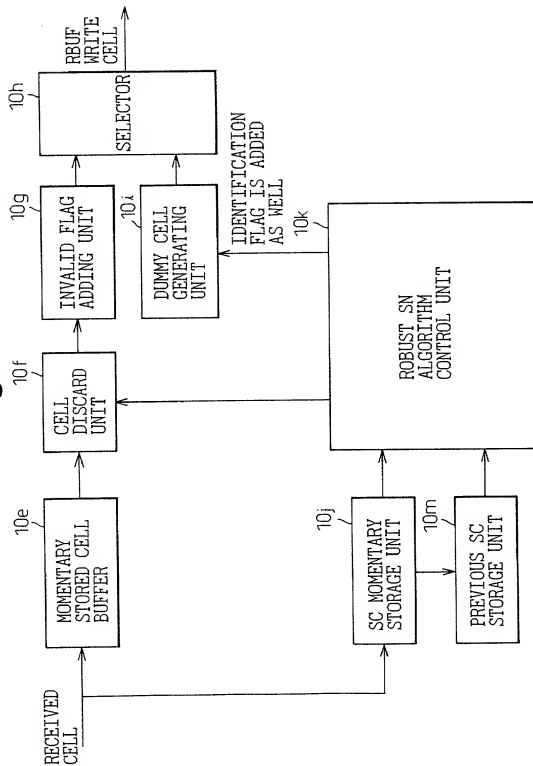 RECEIVED
CELL
10e
MOMENTARY
STORED CELL
BUFFER
10f
CELL
DISCARD
UNIT
10g
INVALID FLAG
ADDING UNIT
10h
SELECTOR
RBUF
WRITE
CELL
10i
DUMMY CELL
GENERATING
UNIT
IDENTIFICATION
FLAG IS ADDED
AS WELL
10j
SC MOMENTARY
STORAGE UNIT
10m
PREVIOUS SC
STORAGE UNIT
10k
ROBUST SN
ALGORITHM
CONTROL UNIT